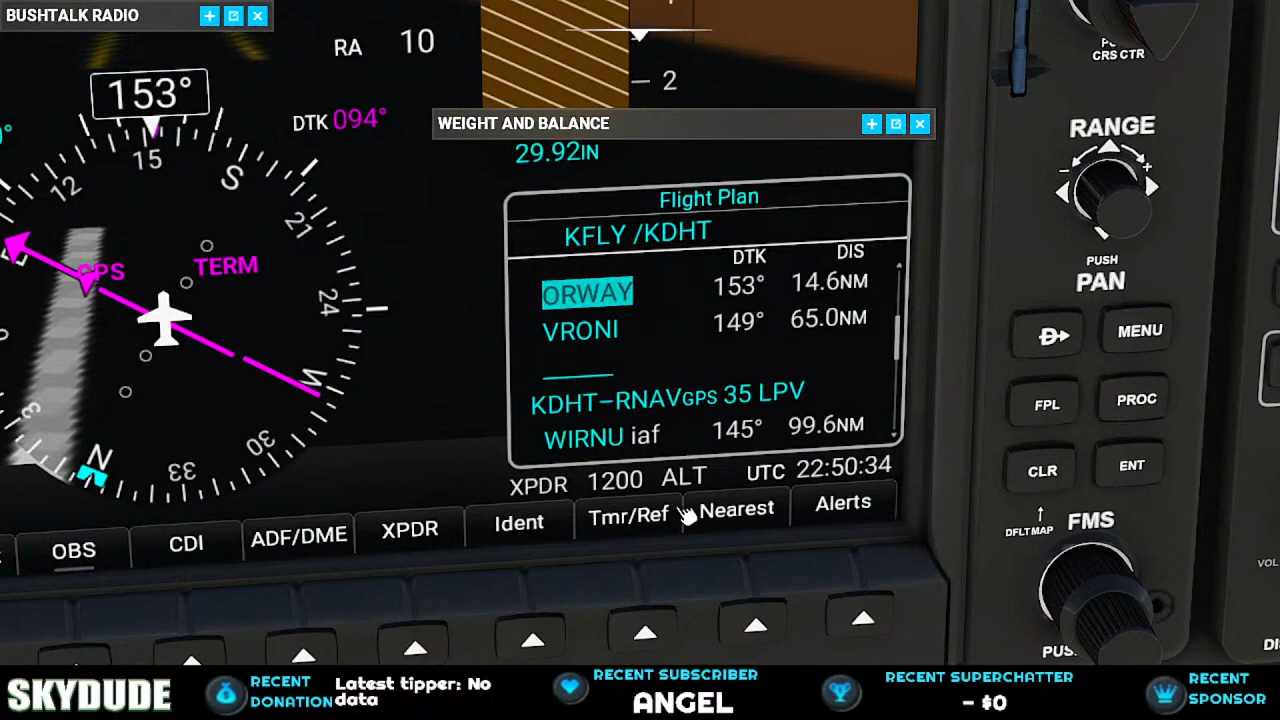 BUSHTALK RADIO
RA 10
2
153°
DTK 094°
WEIGHT AND BALANCE
29.92IN
12 15 S 21 24 W 30 33 N 3
GPS TERM
Flight Plan
KFLY /KDHT
DTK DIS
ORWAY 153° 14.6NM
VRONI 149° 65.0NM
KDHT–RNAVGPS 35 LPV
WIRNU iaf 145° 99.6NM
XPDR 1200 ALT UTC 22:50:34
OBS CDI ADF/DME XPDR Ident Tmr/Ref Nearest Alerts
CRS CTR
RANGE
- +
PUSH
PAN
D MENU
FPL PROC
CLR ENT
DFLT MAP FMS
VOL
SKYDUDE
RECENT DONATION
Latest tipper: No data
RECENT SUBSCRIBER
ANGEL
RECENT SUPERCHATTER
- $0
RECENT SPONSOR